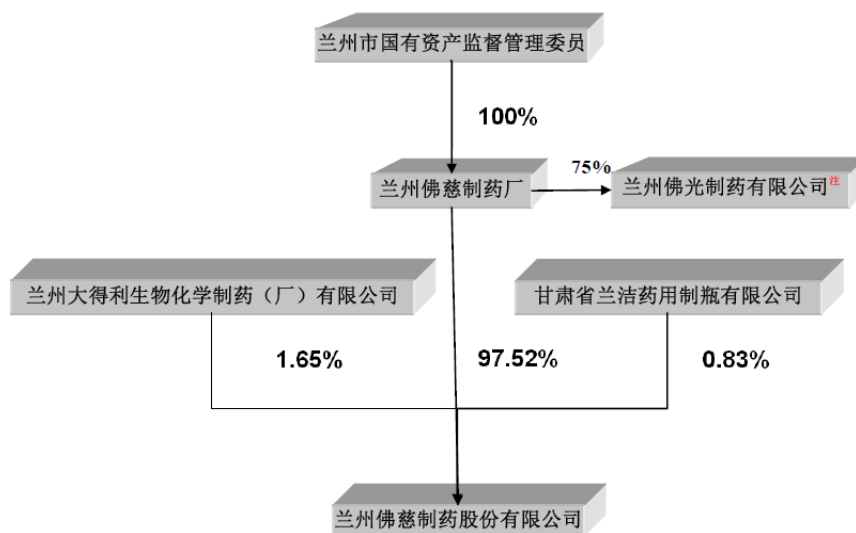 兰州市国有资产监督管理委员
100%
兰州佛慈制药厂
75%
兰州佛光制药有限公司注
兰州大得利生物化学制药（厂）有限公司
甘肃省兰洁药用制瓶有限公司
1.65%
97.52%
0.83%
兰州佛慈制药股份有限公司